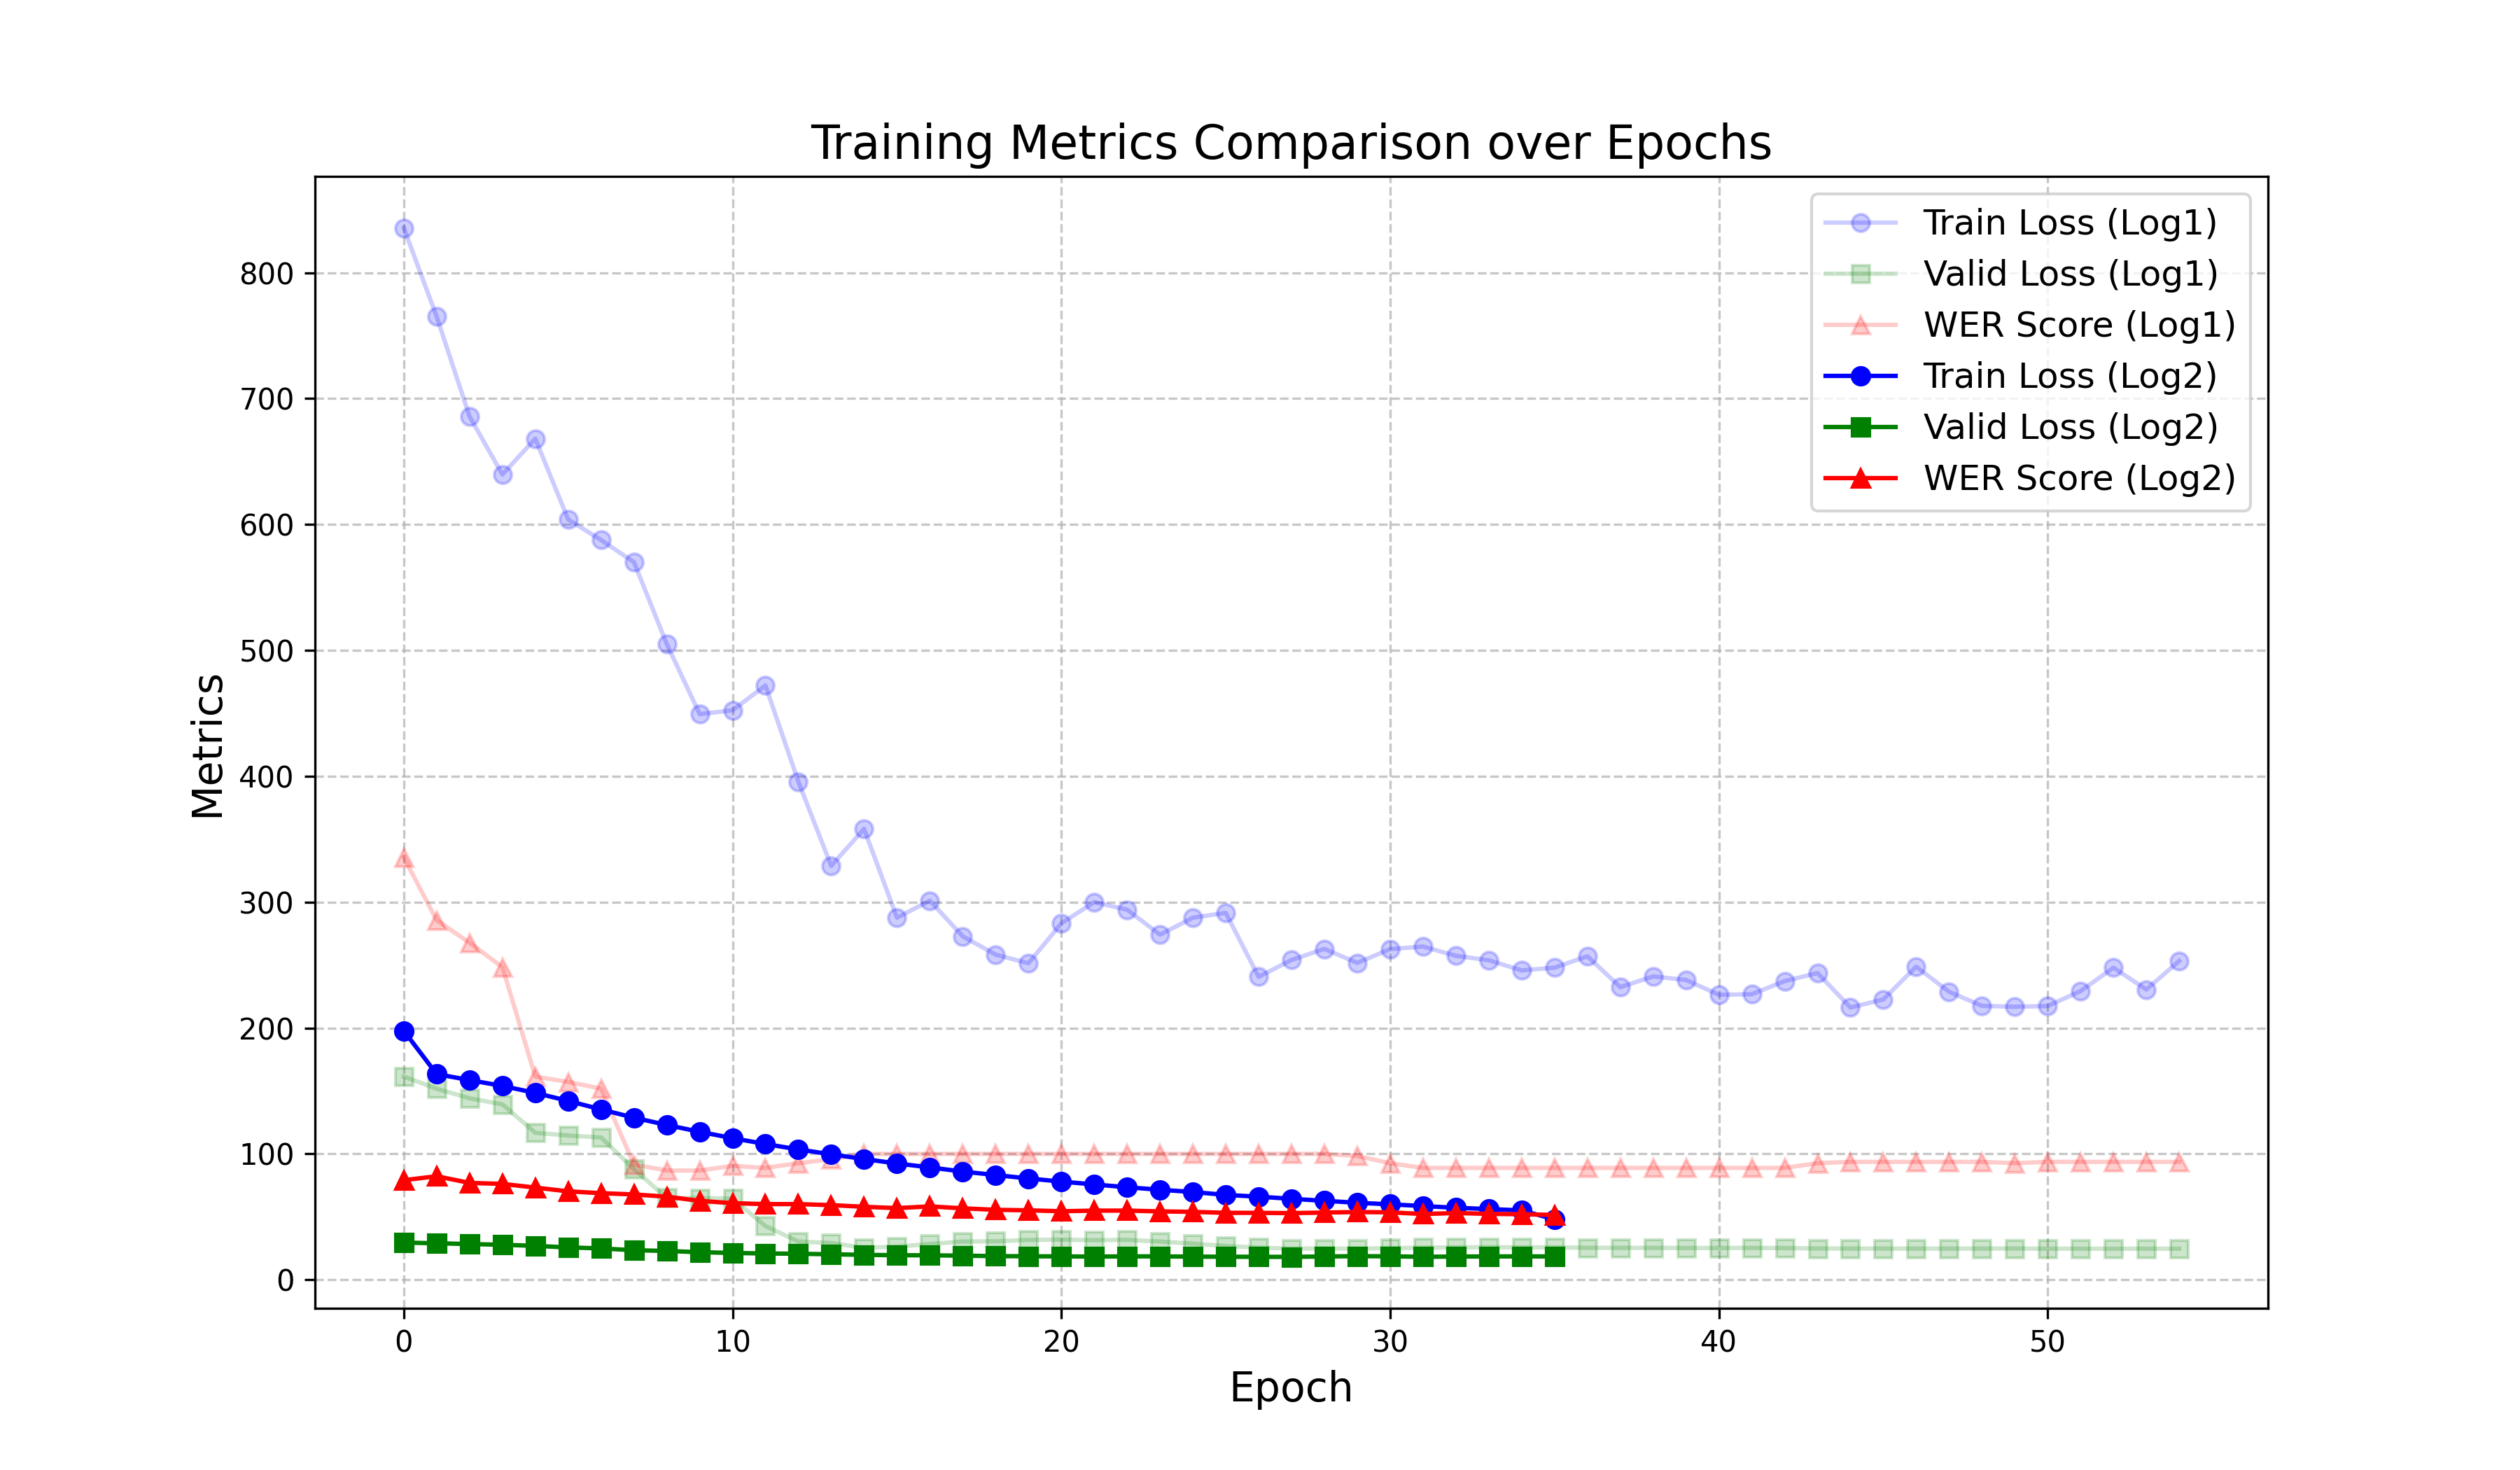 Training Metrics Comparison over Epochs
Train Loss (Log1)
Valid Loss (Log1)
WER Score (Log1)
Train Loss (Log2)
Valid Loss (Log2)
WER Score (Log2)
Metrics
800
700
600
500
400
300
200
100
0
0 10 20 30 40 50
Epoch